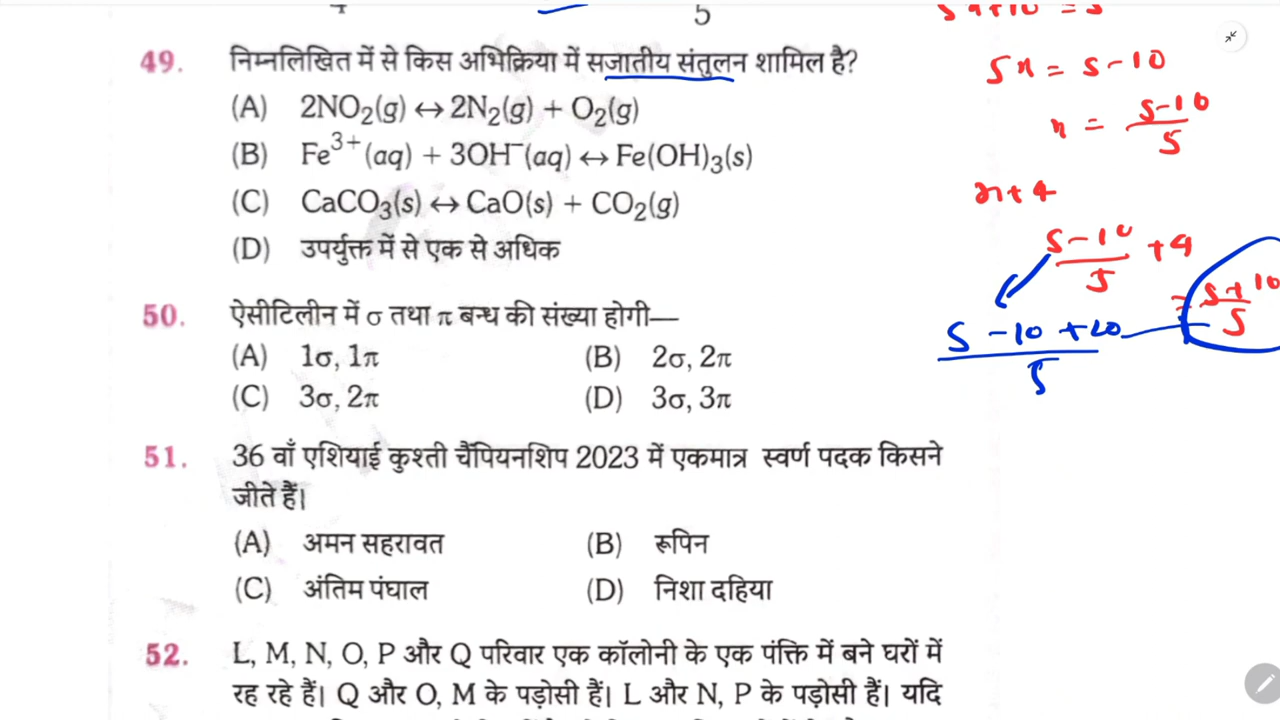 5
49. निम्नलिखित में से किस अभिक्रिया में सजातीय संतुलन शामिल है?
(A) 2NO₂(g) ↔ 2N₂(g) + O₂(g)
(B) Fe³⁺(aq) + 3OH⁻(aq) ↔ Fe(OH)₃(s)
(C) CaCO₃(s) ↔ CaO(s) + CO₂(g)
(D) उपर्युक्त में से एक से अधिक
50. ऐसीटिलीन में σ तथा π बन्ध की संख्या होगी—
(A) 1σ, 1π (B) 2σ, 2π
(C) 3σ, 2π (D) 3σ, 3π
51. 36 वाँ एशियाई कुश्ती चैंपियनशिप 2023 में एकमात्र स्वर्ण पदक किसने
जीते हैं।
(A) अमन सहरावत (B) रूपिन
(C) अंतिम पंघाल (D) निशा दहिया
52. L, M, N, O, P और Q परिवार एक कॉलोनी के एक पंक्ति में बने घरों में
रह रहे हैं। Q और O, M के पड़ोसी हैं। L और N, P के पड़ोसी हैं। यदि
5x = S-10
x = S-10/5
x+4
S-10/5 + 4
= S+10/5
S -10 +20
5